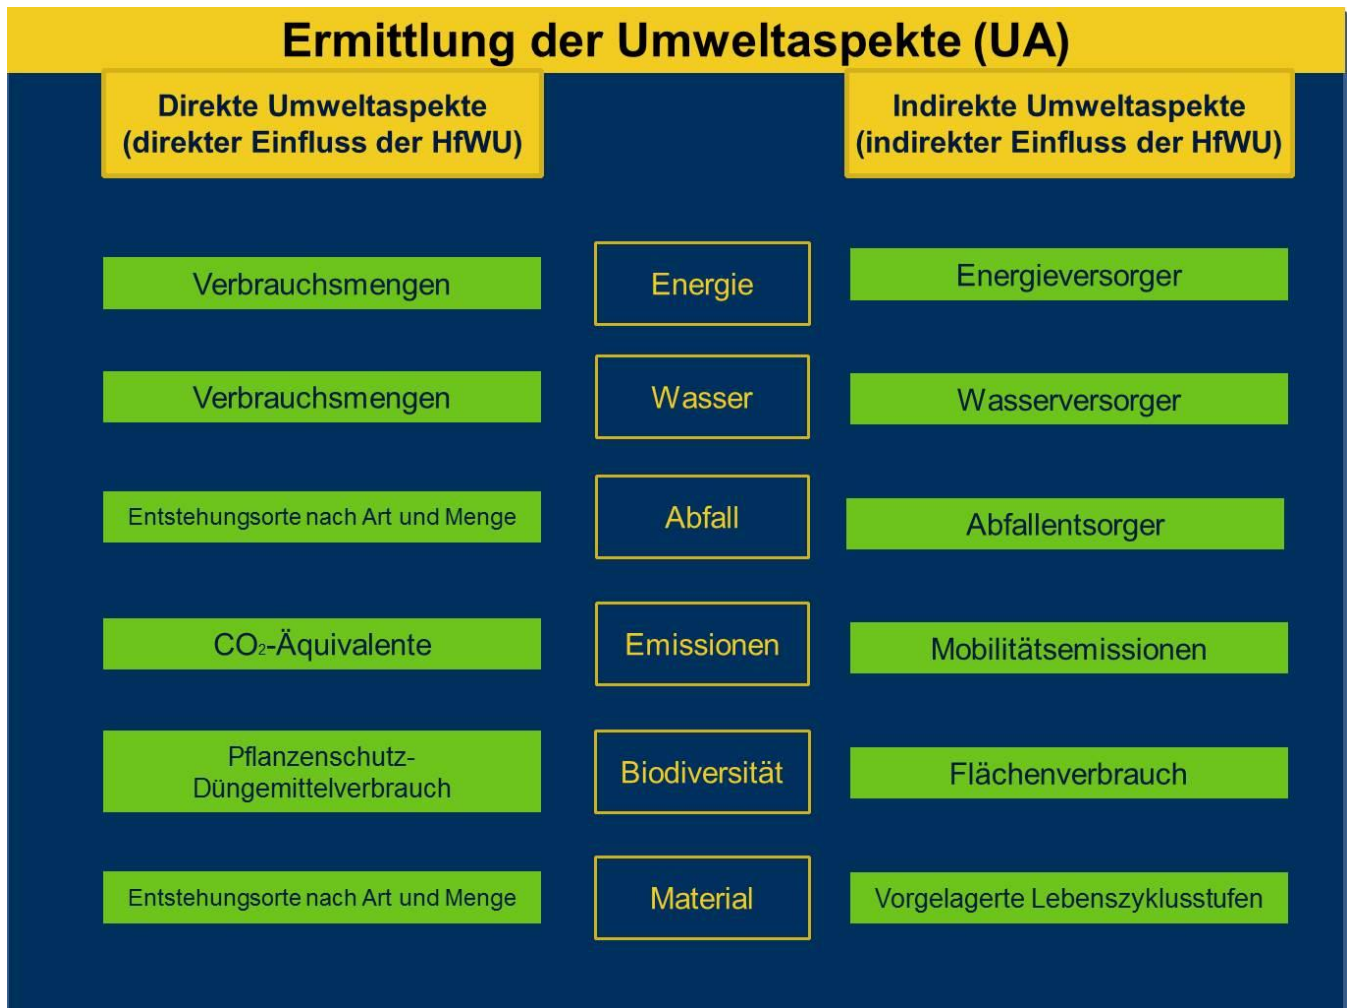 Ermittlung der Umweltaspekte (UA)
Direkte Umweltaspekte
(direkter Einfluss der HfWU)
Indirekte Umweltaspekte
(indirekter Einfluss der HfWU)
Verbrauchsmengen
Energie
Energieversorger
Verbrauchsmengen
Wasser
Wasserversorger
Entstehungsorte nach Art und Menge
Abfall
Abfallentsorger
CO₂-Äquivalente
Emissionen
Mobilitätsemissionen
Pflanzenschutz-
Düngemittelverbrauch
Biodiversität
Flächenverbrauch
Entstehungsorte nach Art und Menge
Material
Vorgelagerte Lebenszyklusstufen